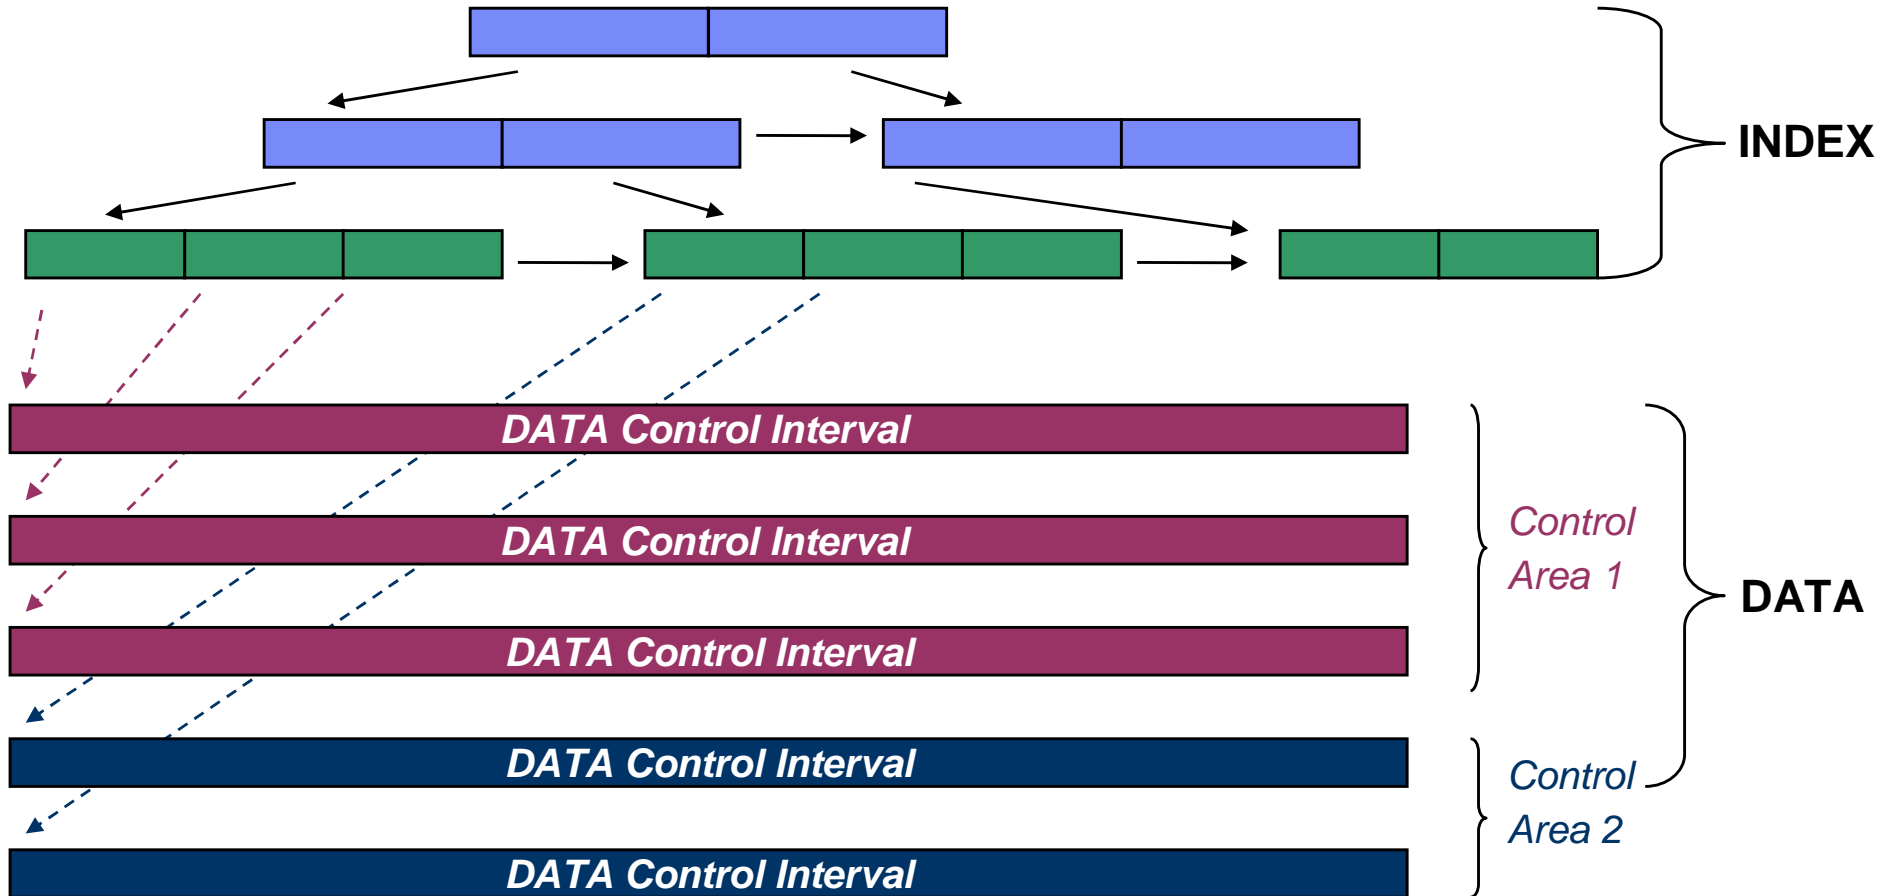 INDEX
DATA Control Interval
DATA Control Interval
Control
Area 1
DATA
DATA Control Interval
DATA Control Interval
Control
Area 2
DATA Control Interval